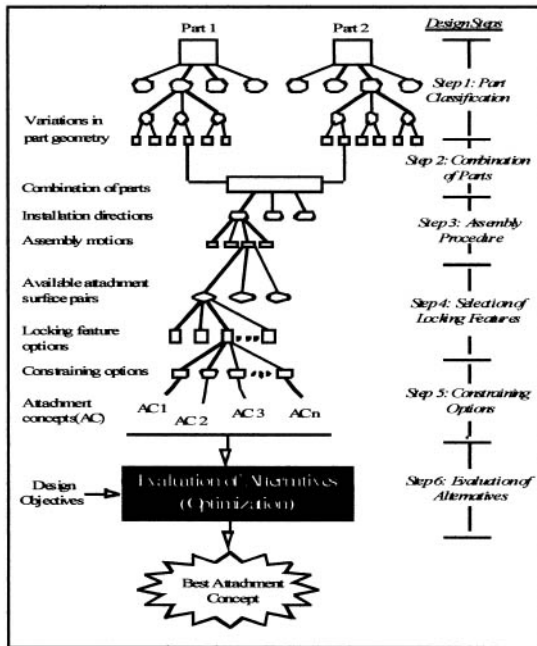 Part 1
Part 2
Design Steps
Step 1: Part
Classification
Variations in
part geometry
Step 2: Combination
of Parts
Combination of parts
Installation directions
Step 3: Assembly
Procedure
Assembly motions
Available attachment
surface pairs
Step 4: Selection of
Locking Features
Locking feature
options
Constraining options
Step 5: Constraining
Options
Attachment
concepts(AC)
AC 1
AC 2
AC 3
ACn
Design
Objectives
Evaluation of Alternatives
(Optimization)
Step 6: Evaluation of
Alternatives
Best Attachment
Concept